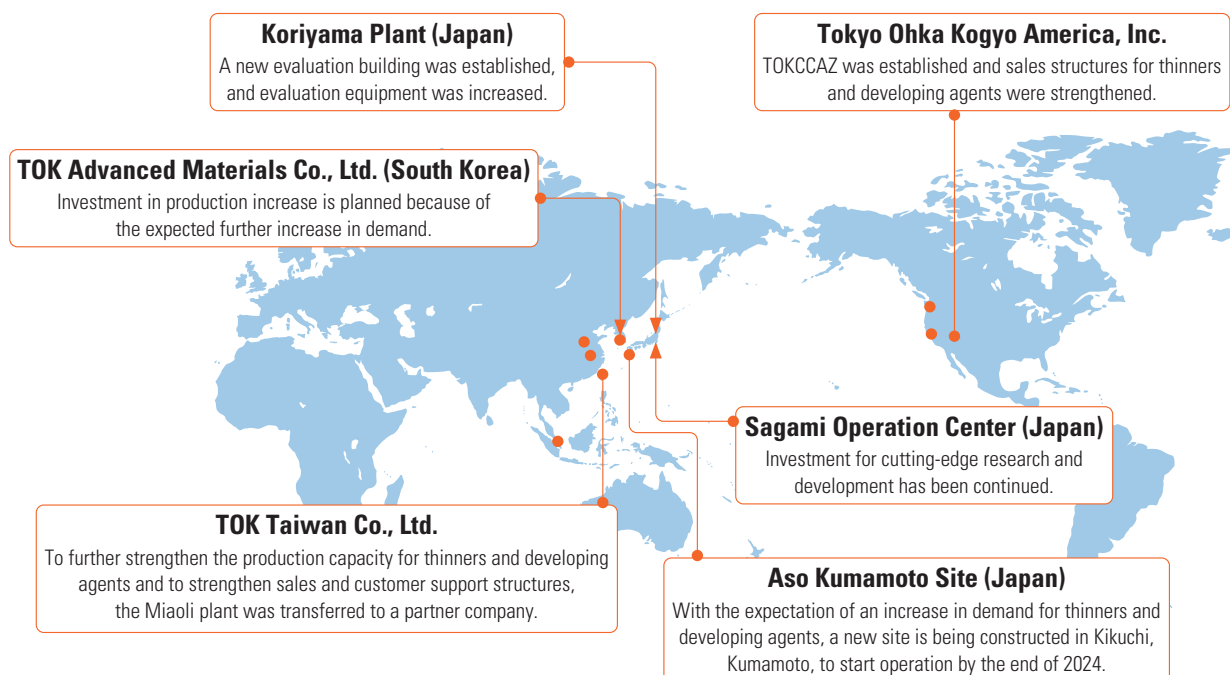 Koriyama Plant (Japan)
A new evaluation building was established,
and evaluation equipment was increased.
Tokyo Ohka Kogyo America, Inc.
TOKCCAZ was established and sales structures for thinners
and developing agents were strengthened.
TOK Advanced Materials Co., Ltd. (South Korea)
Investment in production increase is planned because of
the expected further increase in demand.
Sagami Operation Center (Japan)
Investment for cutting-edge research and
development has been continued.
TOK Taiwan Co., Ltd.
To further strengthen the production capacity for thinners and developing
agents and to strengthen sales and customer support structures,
the Miaoli plant was transferred to a partner company.
Aso Kumamoto Site (Japan)
With the expectation of an increase in demand for thinners and
developing agents, a new site is being constructed in Kikuchi,
Kumamoto, to start operation by the end of 2024.